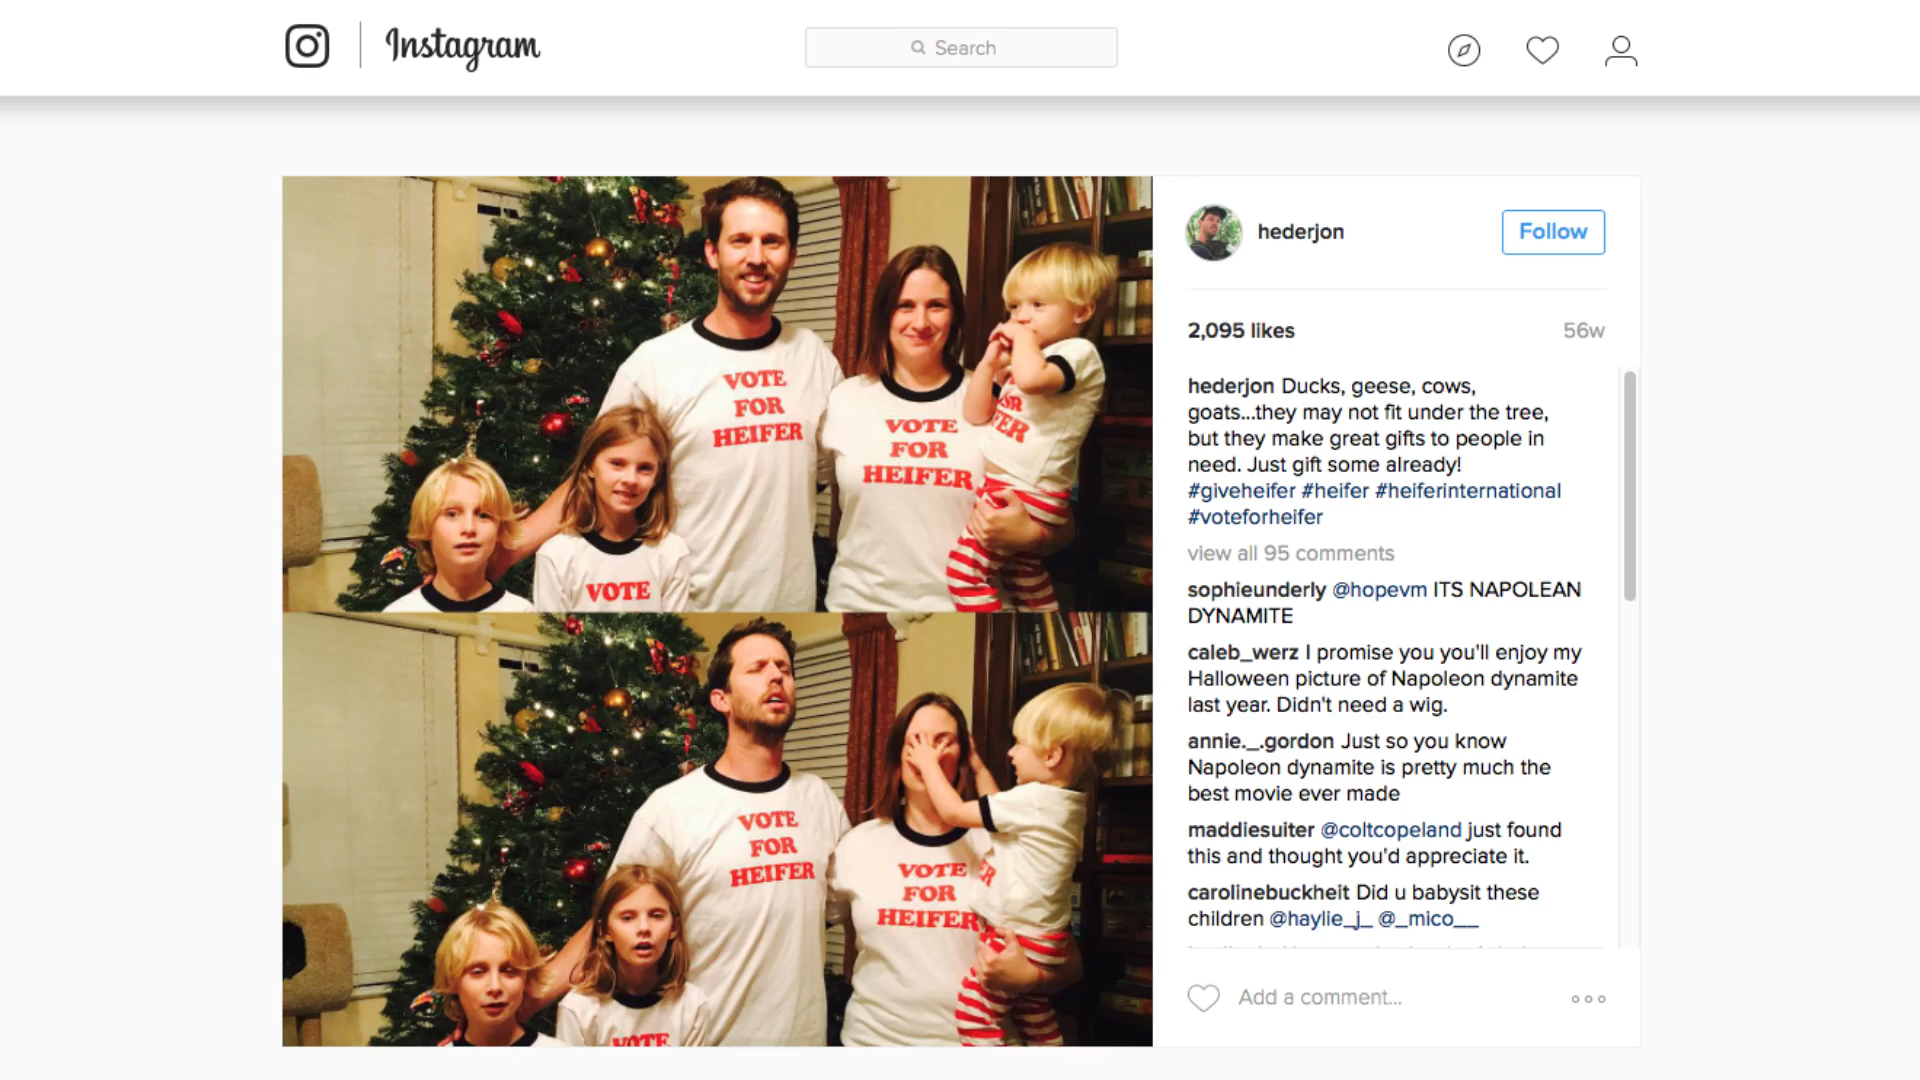 Instagram
Search
VOTE
FOR
HEIFER
VOTE
FOR
HEIFER
VOTE
VOTE
FOR
HEIFER
VOTE
FOR
HEIFER
VOTE
hederjon
Follow
2,095 likes
56w
hederjon Ducks, geese, cows,
goats...they may not fit under the tree,
but they make great gifts to people in
need. Just gift some already!
#giveheifer #heifer #heiferinternational
#voteforheifer
view all 95 comments
sophieunderly @hopevm ITS NAPOLEAN
DYNAMITE
caleb_werz I promise you you'll enjoy my
Halloween picture of Napoleon dynamite
last year. Didn't need a wig.
annie._.gordon Just so you know
Napoleon dynamite is pretty much the
best movie ever made
maddiesuiter @coltcopeland just found
this and thought you'd appreciate it.
carolinebuckheit Did u babysit these
children @haylie_j_ @_mico__
Add a comment...